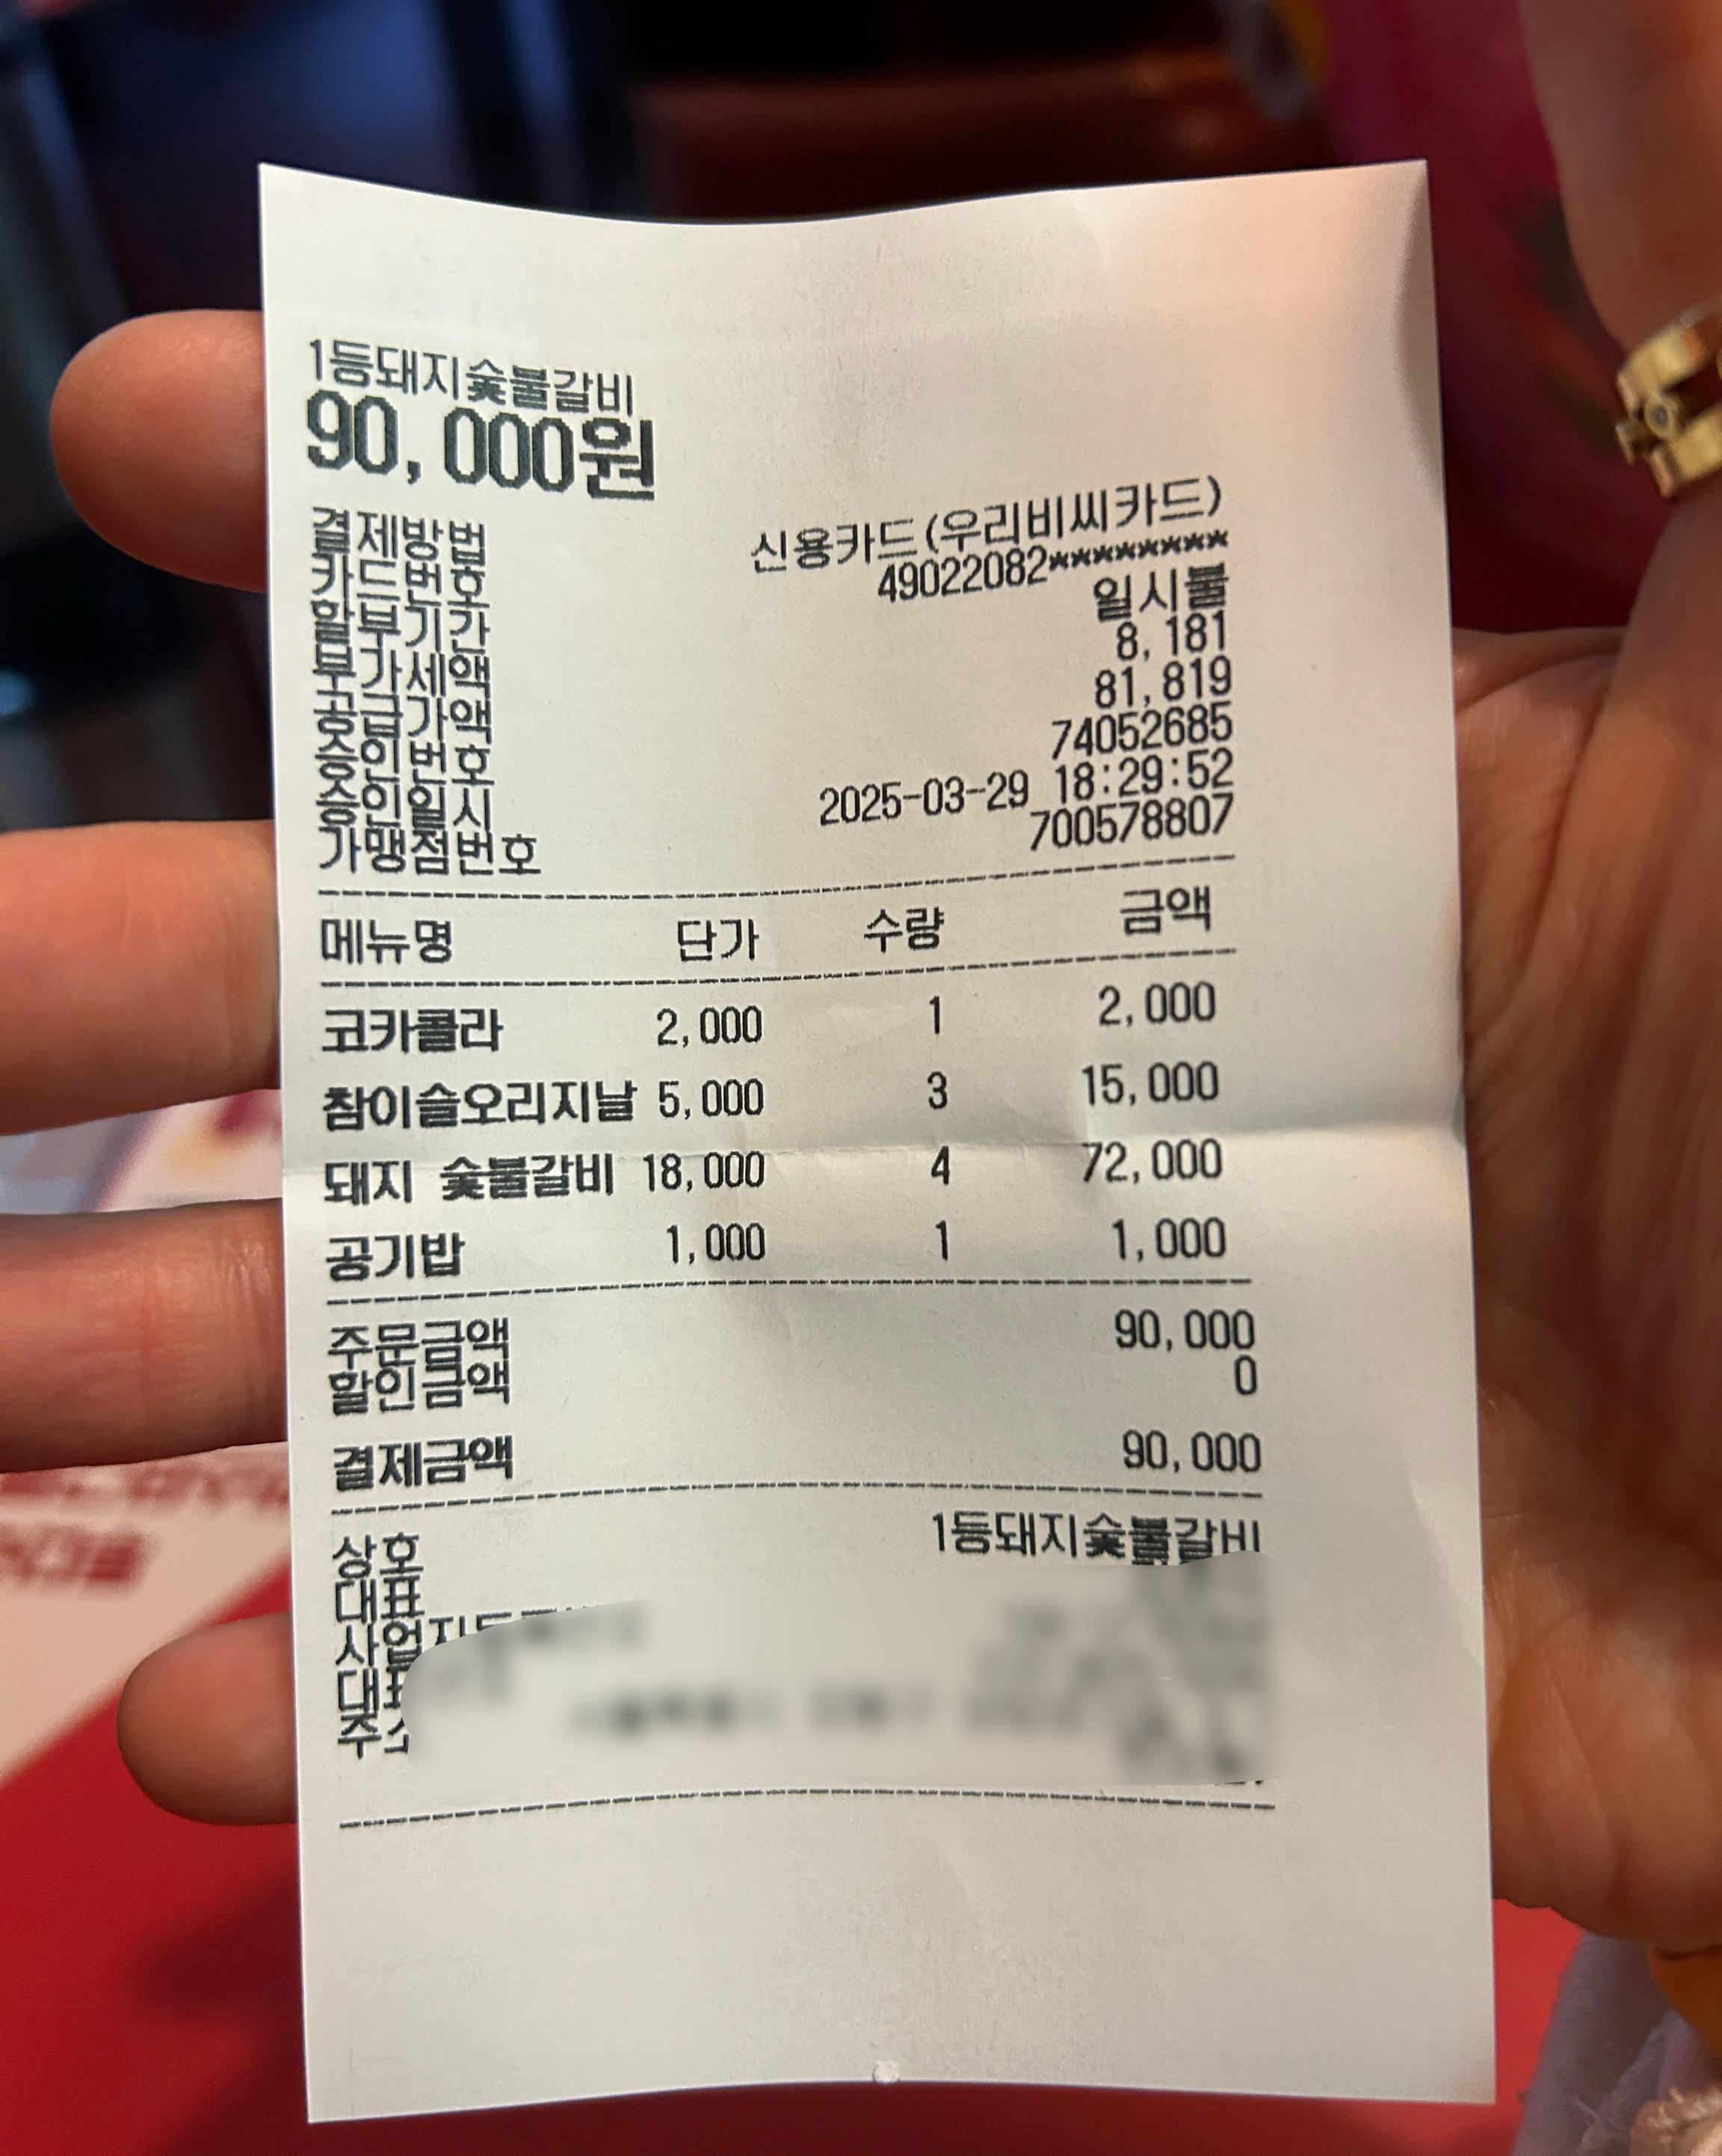 1등돼지숯불갈비
90,000원
결제방법 신용카드(우리비씨카드)
카드번호 49022082********
할부기간 일시불
부가세액 8,181
공급가액 81,819
승인번호 74052685
승인일시 2025-03-29 18:29:52
가맹점번호 700578807
메뉴명 단가 수량 금액
코카콜라 2,000 1 2,000
참이슬오리지날 5,000 3 15,000
돼지 숯불갈비 18,000 4 72,000
공기밥 1,000 1 1,000
주문금액 90,000
할인금액 0
결제금액 90,000
상호 1등돼지숯불갈비
대표